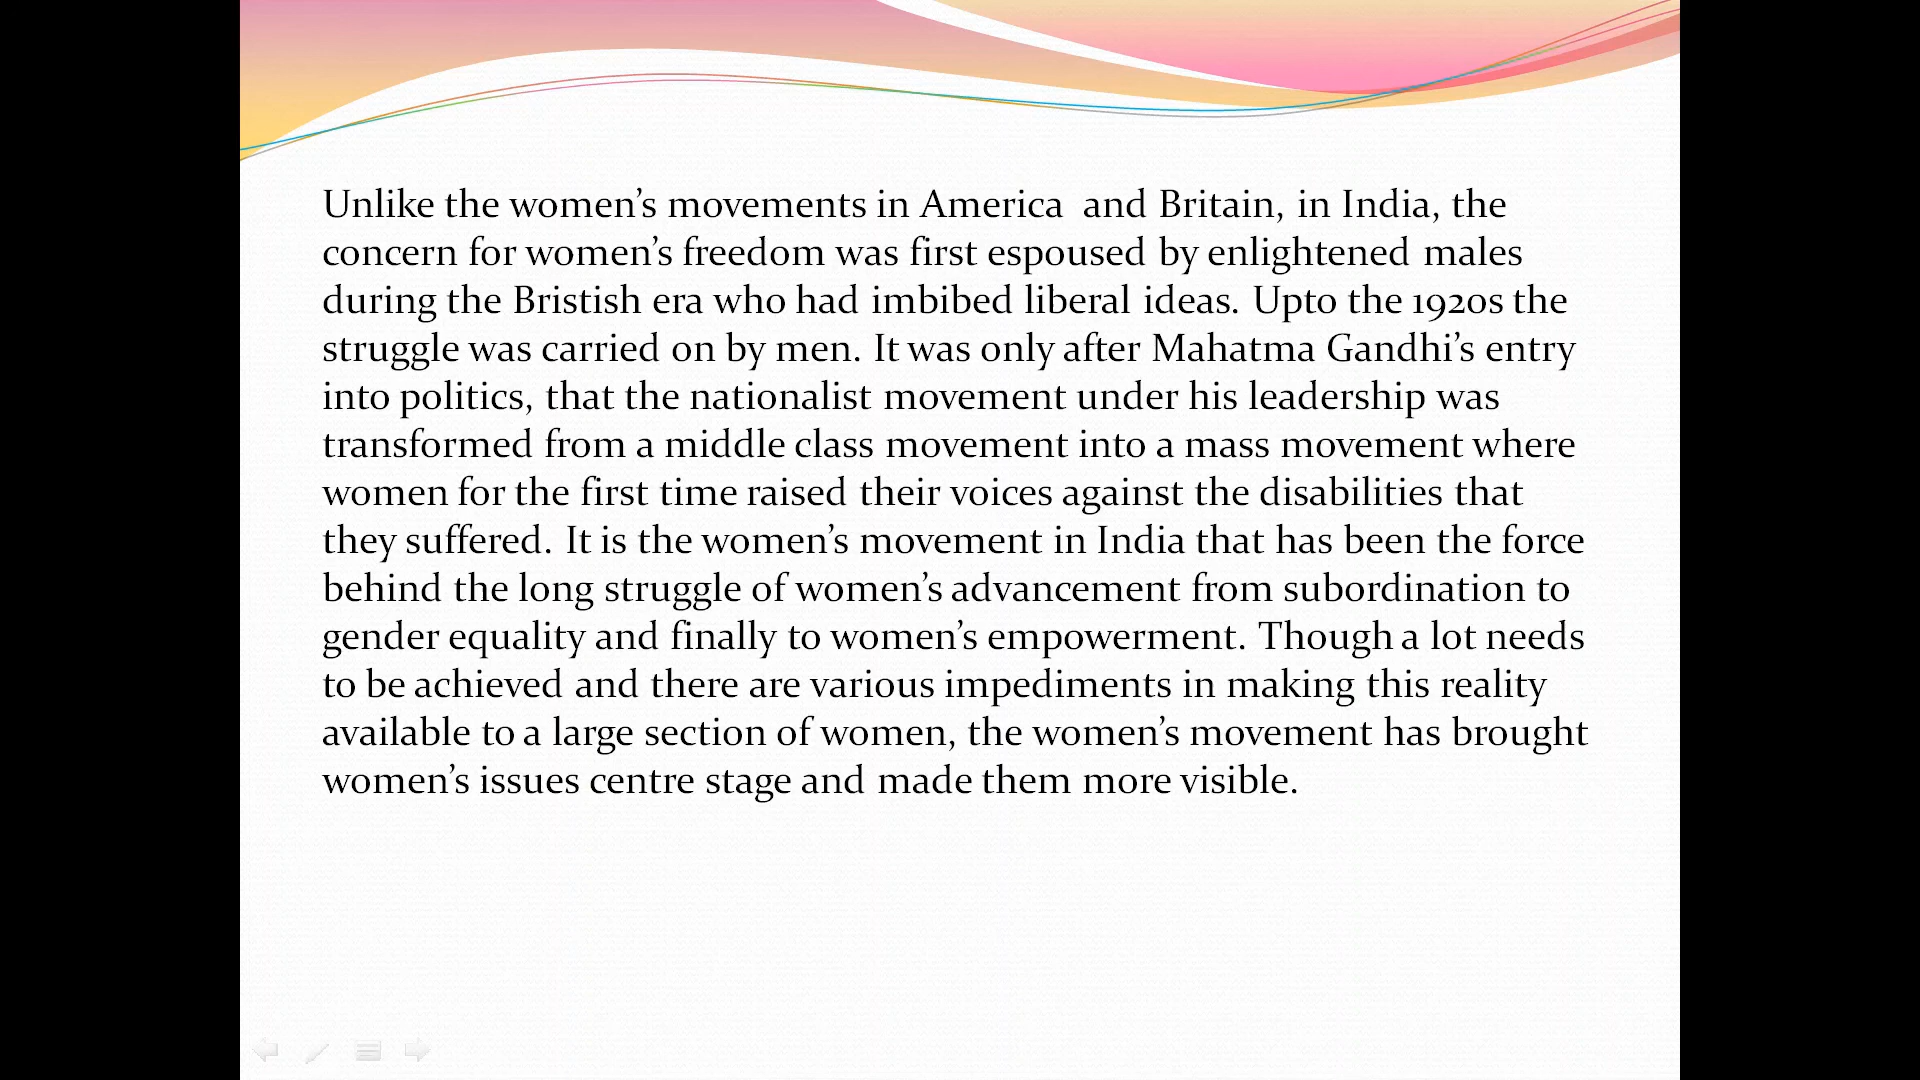 Unlike the women’s movements in America  and Britain, in India, the
concern for women’s freedom was first espoused by enlightened males
during the Bristish era who had imbibed liberal ideas. Upto the 1920s the
struggle was carried on by men. It was only after Mahatma Gandhi’s entry
into politics, that the nationalist movement under his leadership was
transformed from a middle class movement into a mass movement where
women for the first time raised their voices against the disabilities that
they suffered. It is the women’s movement in India that has been the force
behind the long struggle of women’s advancement from subordination to
gender equality and finally to women’s empowerment. Though a lot needs
to be achieved and there are various impediments in making this reality
available to a large section of women, the women’s movement has brought
women’s issues centre stage and made them more visible.